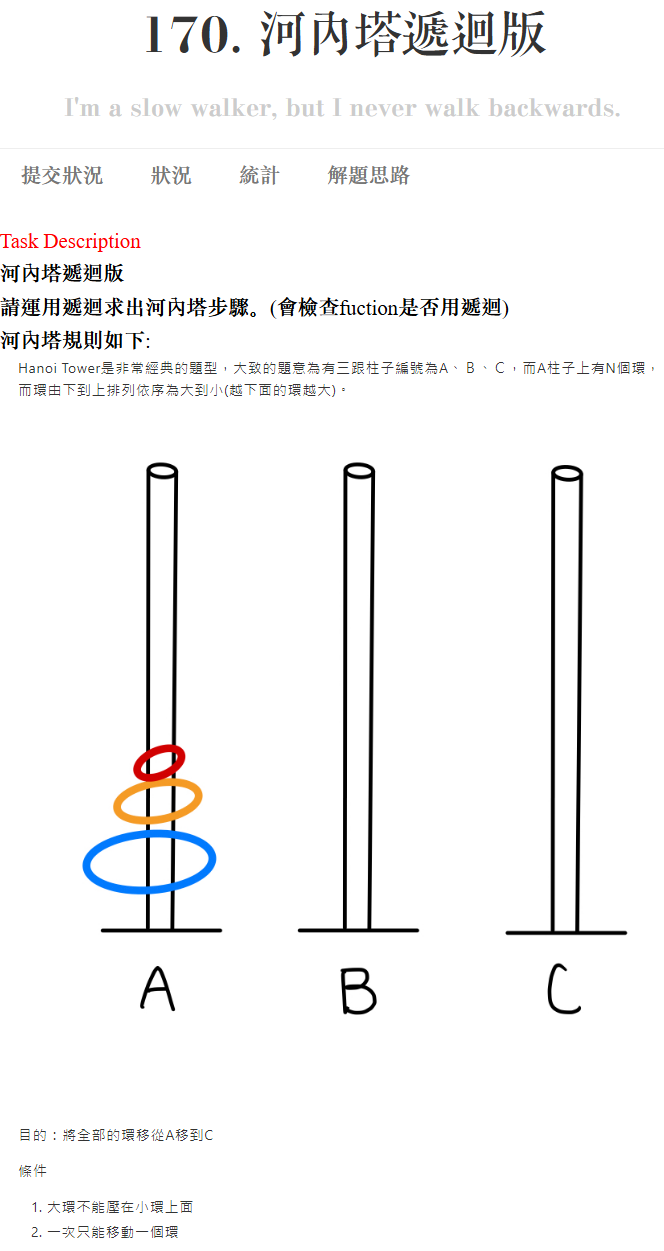 170. 河內塔遞迴版
I'm a slow walker, but I never walk backwards.
提交狀況 狀況 統計 解題思路
Task Description
河內塔遞迴版
請運用遞迴求出河內塔步驟。(會檢查fuction是否用遞迴)
河內塔規則如下:
Hanoi Tower是非常經典的題型，大致的題意為有三跟柱子編號為A、B、C，而A柱子上有N個環，
而環由下到上排列依序為大到小(越下面的環越大)。
A B C
目的：將全部的環移從A移到C
條件
1. 大環不能壓在小環上面
2. 一次只能移動一個環